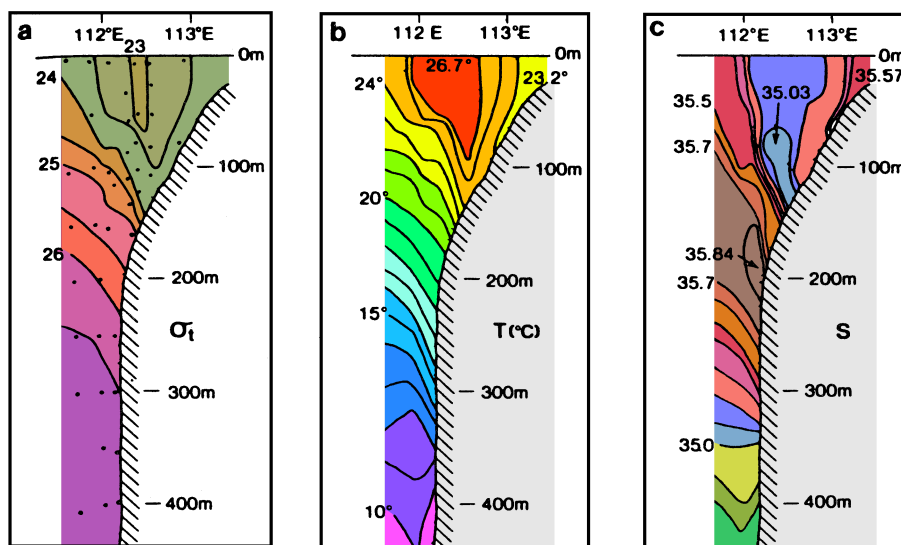 a
112°E 113°E
23
0m
24
100m
25
26
200m
σt
300m
400m
b
112°E 113°E
0m
26.7°
24°
23.2°
100m
20°
200m
15°
T(°C)
300m
400m
10°
c
112°E 113°E
0m
35.57
35.03
35.5
35.7
100m
35.84
35.7
200m
S
300m
35.0
400m